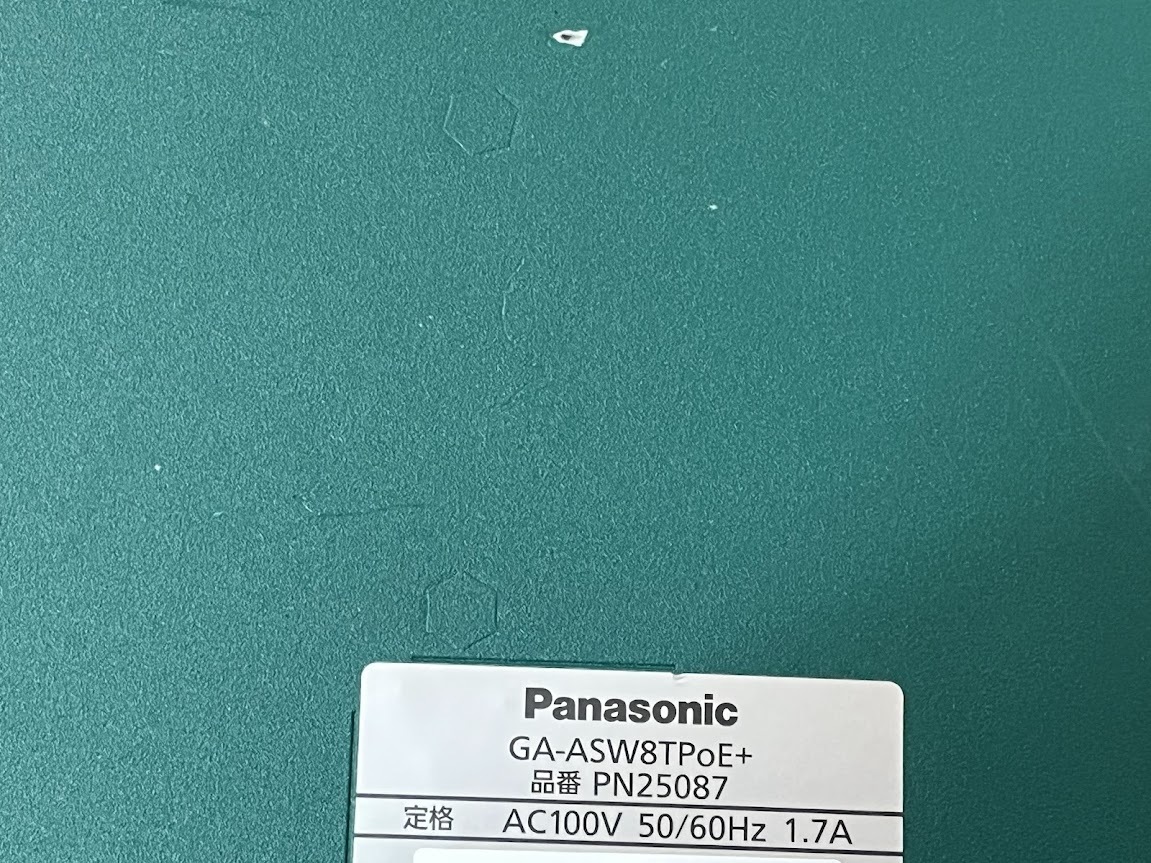 Panasonic
GA-ASW8TPoE+
品番 PN25087
定格 AC100V 50/60Hz 1.7A